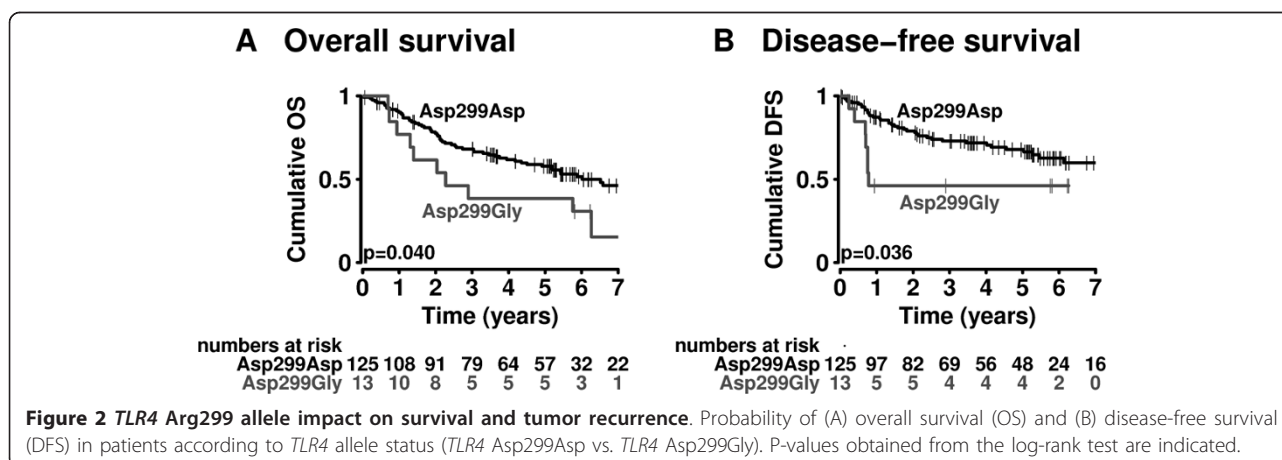 A Overall survival
1
0.5
0
Cumulative OS
Asp299Asp
Asp299Gly
p=0.040
0 1 2 3 4 5 6 7
Time (years)
numbers at risk
Asp299Asp 125 108 91 79 64 57 32 22
Asp299Gly 13 10 8 5 5 5 3 1
B Disease-free survival
1
0.5
0
Cumulative DFS
Asp299Asp
Asp299Gly
p=0.036
0 1 2 3 4 5 6 7
Time (years)
numbers at risk
Asp299Asp 125 97 82 69 56 48 24 16
Asp299Gly 13 5 5 4 4 4 2 0
Figure 2 TLR4 Arg299 allele impact on survival and tumor recurrence. Probability of (A) overall survival (OS) and (B) disease-free survival
(DFS) in patients according to TLR4 allele status (TLR4 Asp299Asp vs. TLR4 Asp299Gly). P-values obtained from the log-rank test are indicated.